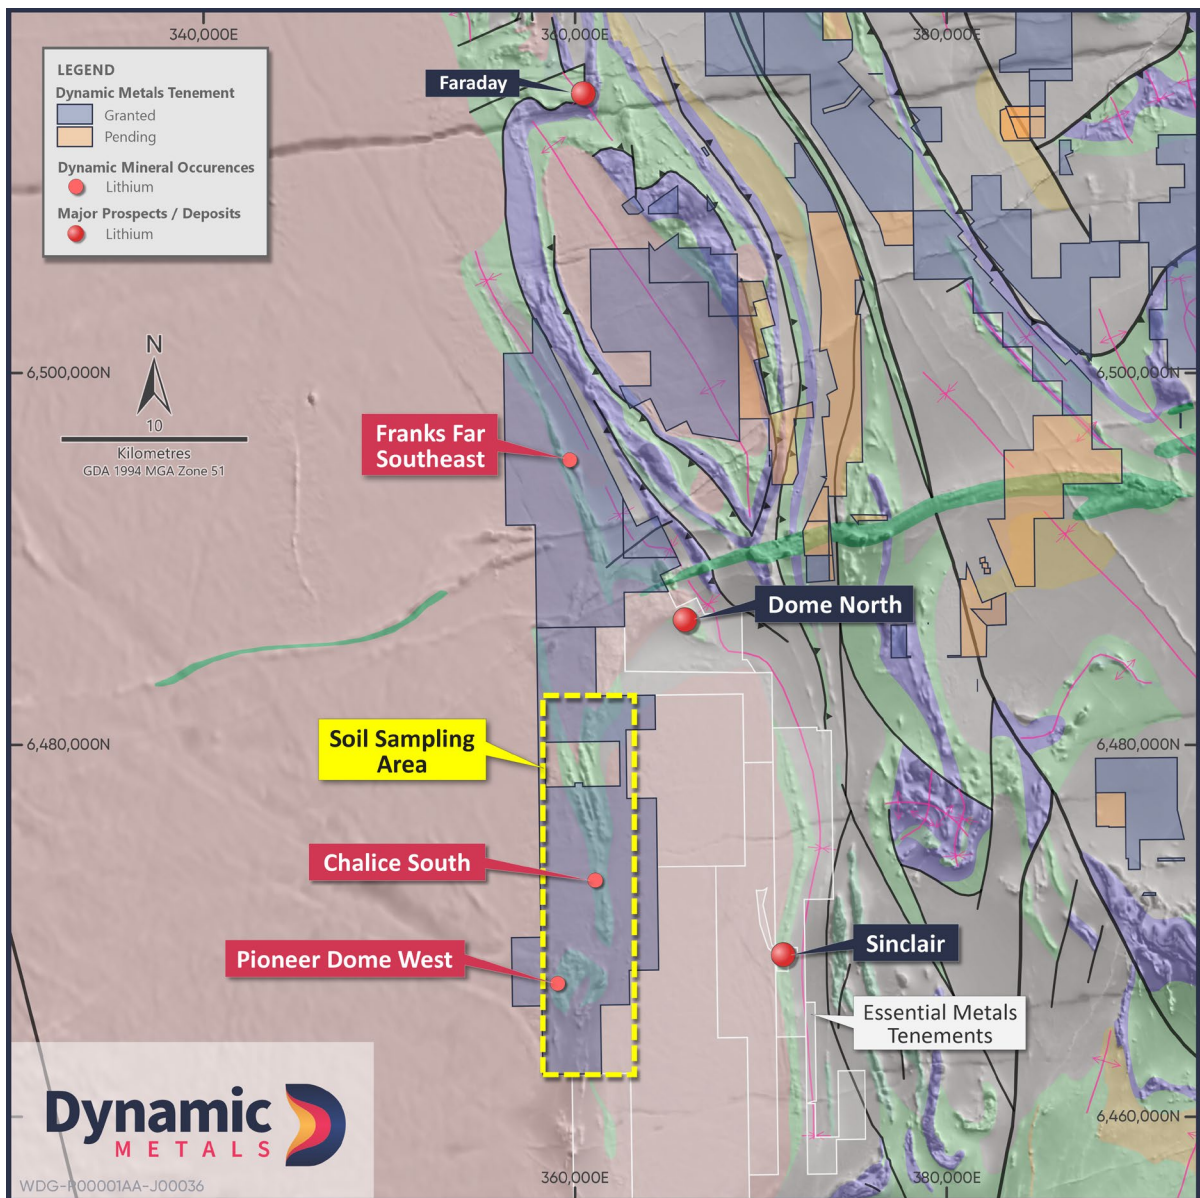 340,000E
360,000E
380,000E
LEGEND
Dynamic Metals Tenement
Granted
Pending
Dynamic Mineral Occurences
Lithium
Major Prospects / Deposits
Lithium
Faraday
N
10
Kilometres
GDA 1994 MGA Zone 51
6,500,000N
6,500,000N
Franks Far
Southeast
Dome North
Soil Sampling
Area
6,480,000N
6,480,000N
Chalice South
Pioneer Dome West
Sinclair
Essential Metals
Tenements
6,460,000N
Dynamic
METALS
WDG-R00001AA-J00036
360,000E
380,000E